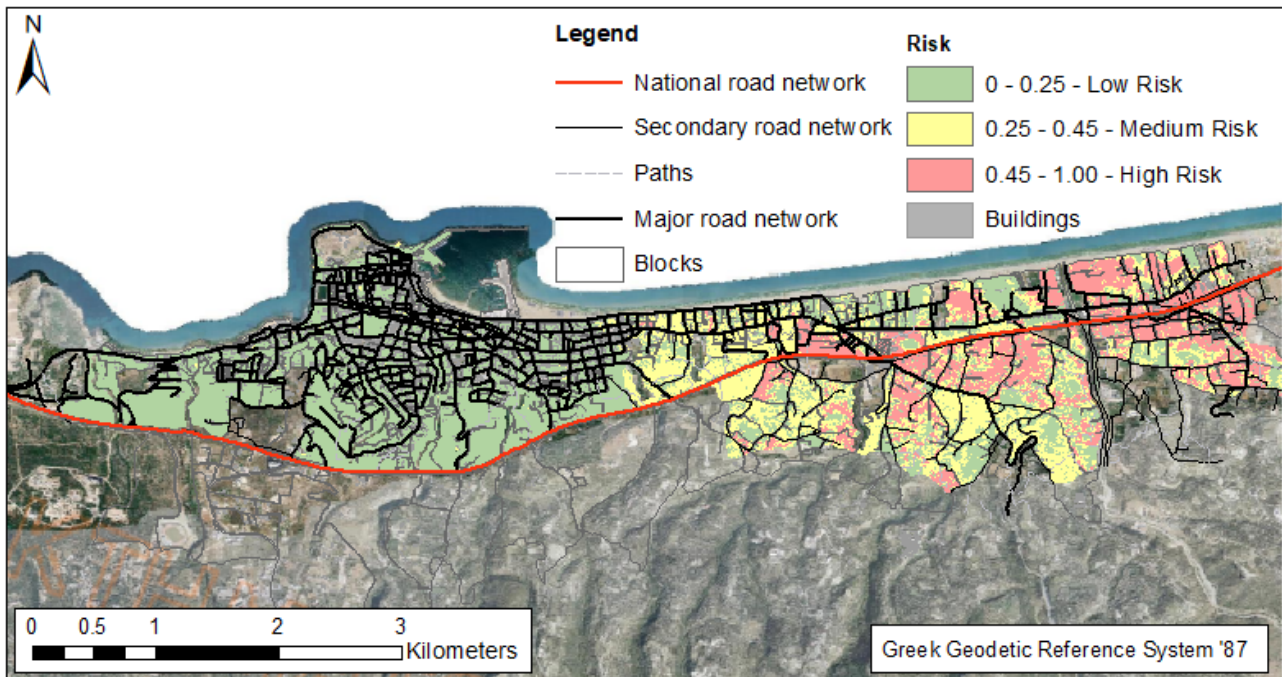 N
Legend
National road network
Secondary road network
Paths
Major road network
Blocks
Risk
0 - 0.25 - Low Risk
0.25 - 0.45 - Medium Risk
0.45 - 1.00 - High Risk
Buildings
0 0.5 1 2 3
Kilometers
Greek Geodetic Reference System '87